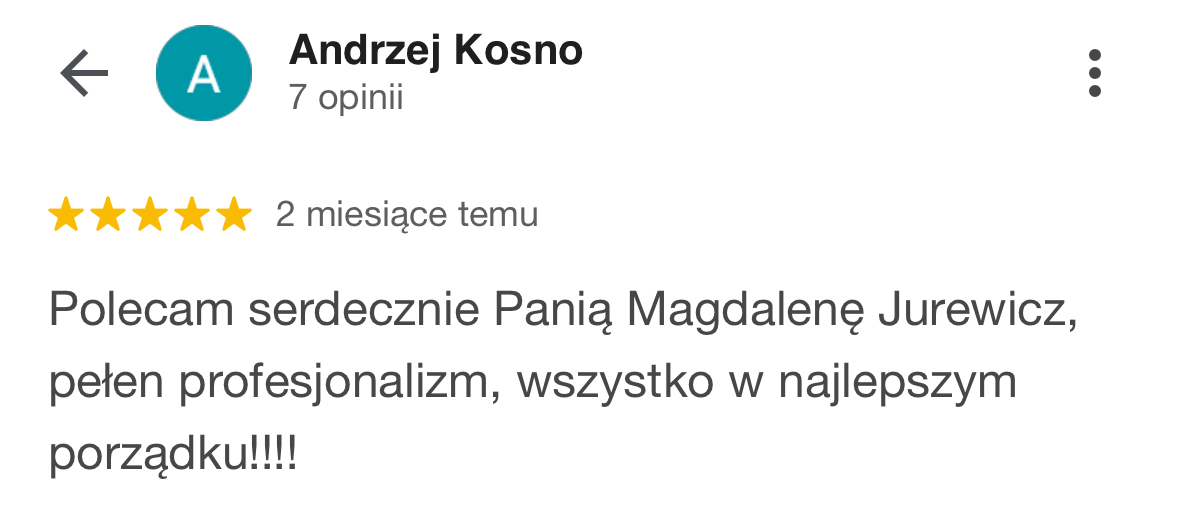 Andrzej Kosno
A
7 opinii
2 miesiące temu
Polecam serdecznie Panią Magdalenę Jurewicz,
pełen profesjonalizm, wszystko w najlepszym
porządku!!!!